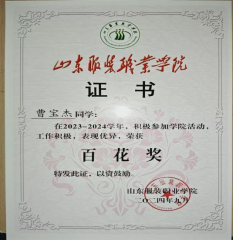 山东服装职业学院
证书
曹宝杰同学：
在2023-2024学年，积极参加学院活动，
工作积极，表现优异，荣获
百花奖
特发此证，以资鼓励。
山东服装职业学院
二〇二四年九月